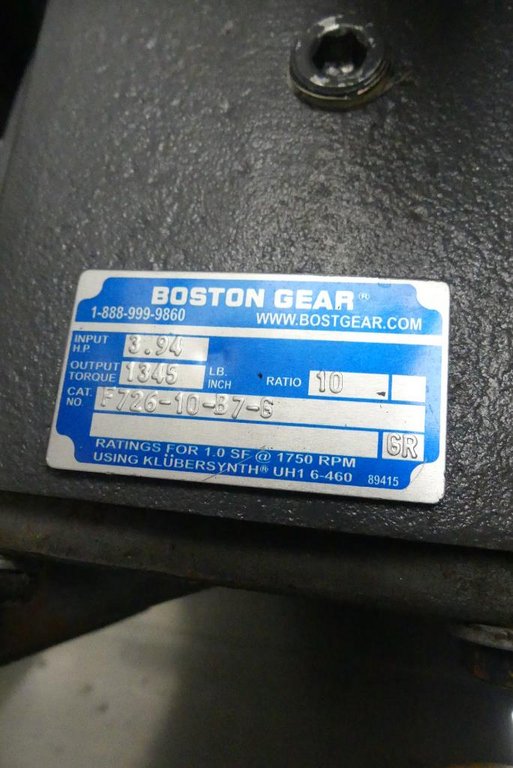 BOSTON GEAR®
1-888-999-9860 WWW.BOSTGEAR.COM
INPUT H.P. 3.94
OUTPUT TORQUE 1345 LB. INCH RATIO 10
CAT. NO. F726-10-B7-G
GR
RATINGS FOR 1.0 SF @ 1750 RPM
USING KLÜBERSYNTH® UH1 6-460 89415